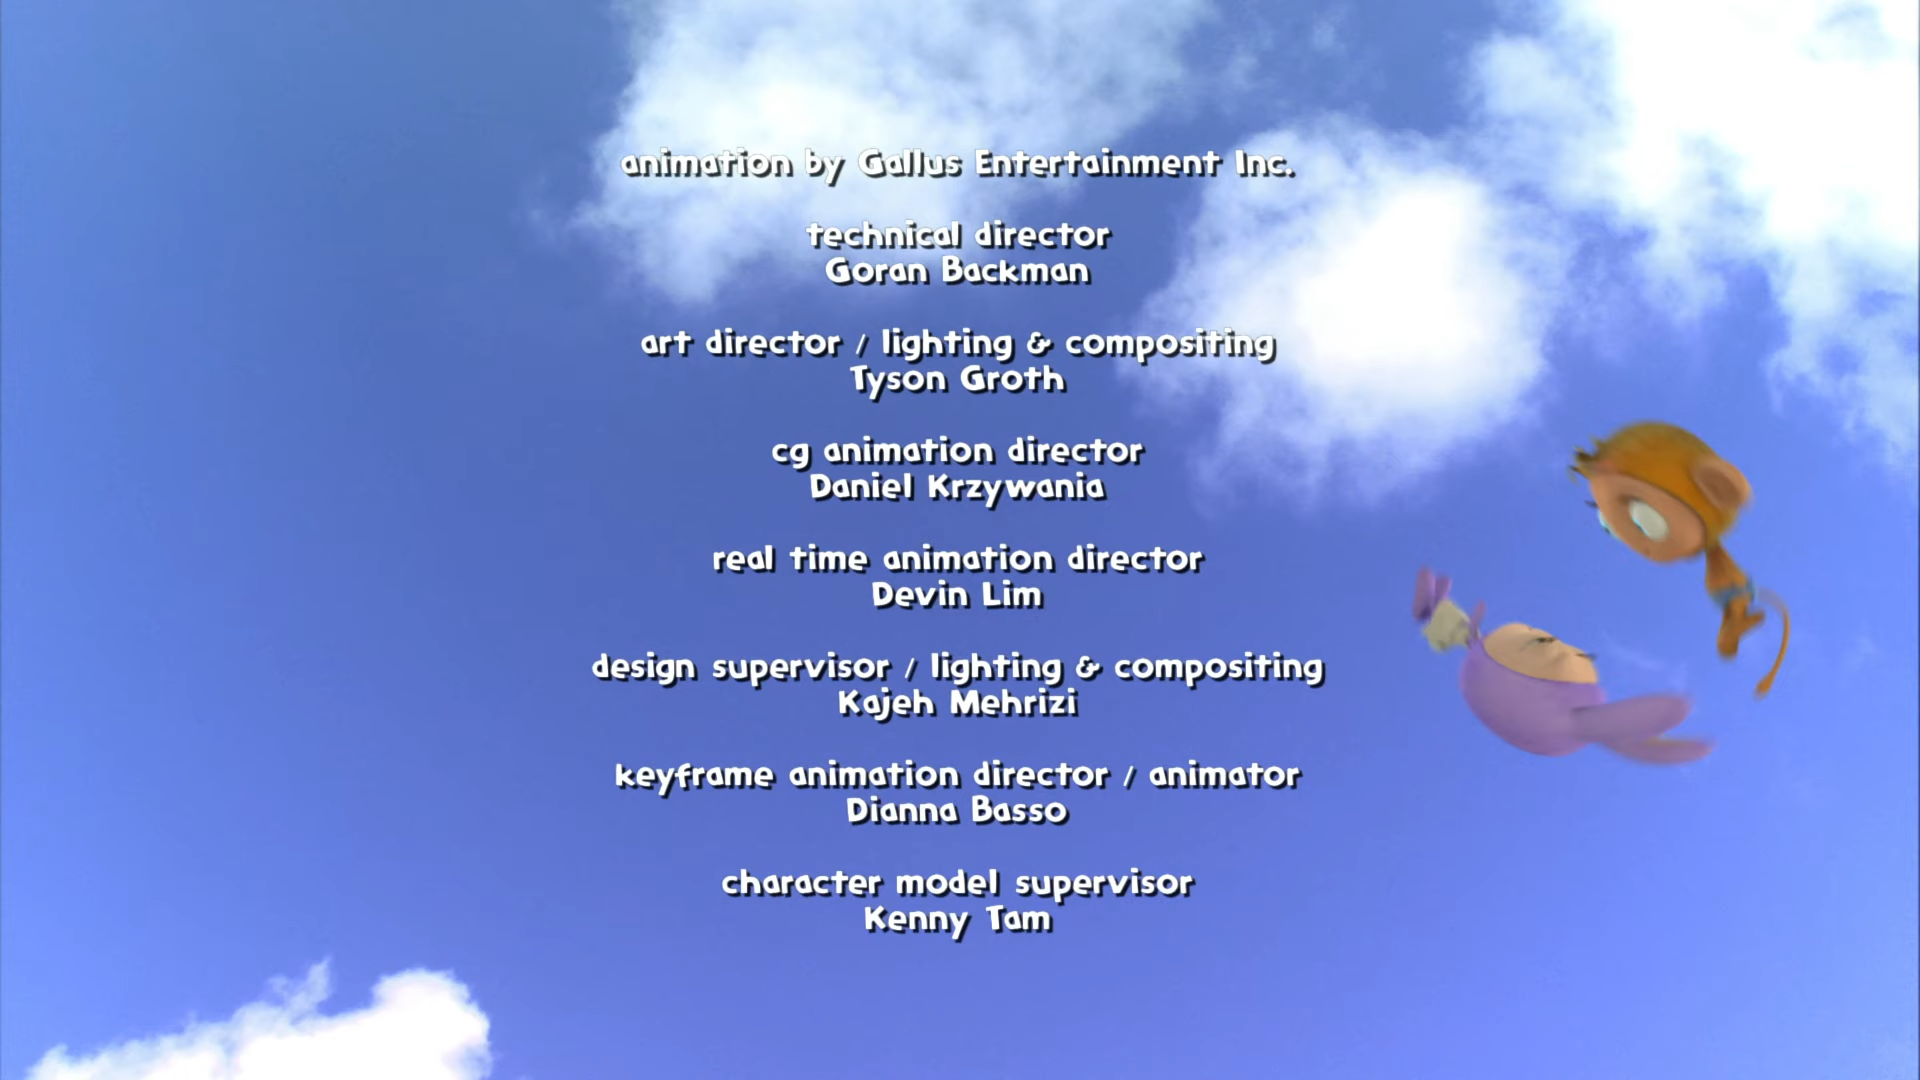 animation by Gallus Entertainment Inc.
technical director
Goran Backman
art director / lighting & compositing
Tyson Groth
cg animation director
Daniel Krzywania
real time animation director
Devin Lim
design supervisor / lighting & compositing
Kajeh Mehrizi
keyframe animation director / animator
Dianna Basso
character model supervisor
Kenny Tam